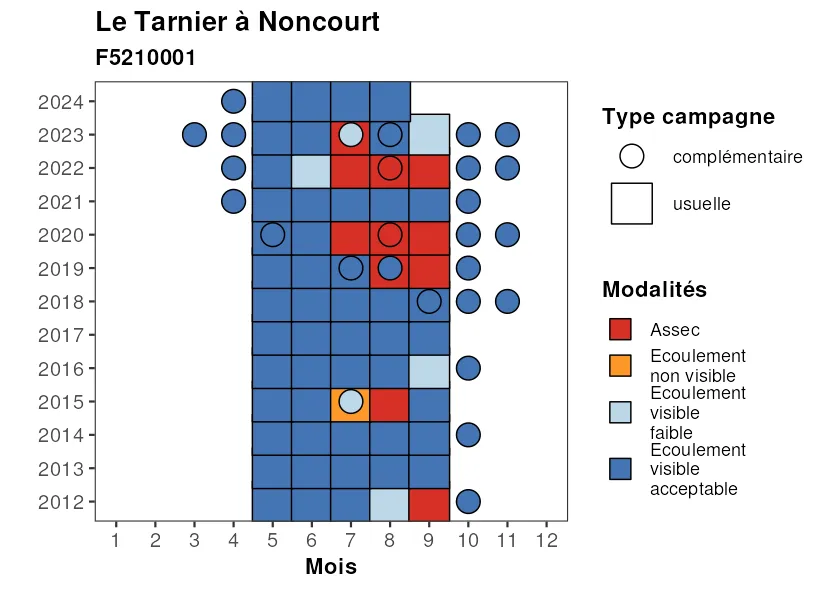 Le Tarnier à Noncourt
F5210001
2024
2023
2022
2021
2020
2019
2018
2017
2016
2015
2014
2013
2012
1 2 3 4 5 6 7 8 9 10 11 12
Mois
Type campagne
complémentaire
usuelle
Modalités
Assec
Ecoulement
non visible
Ecoulement
visible
faible
Ecoulement
visible
acceptable